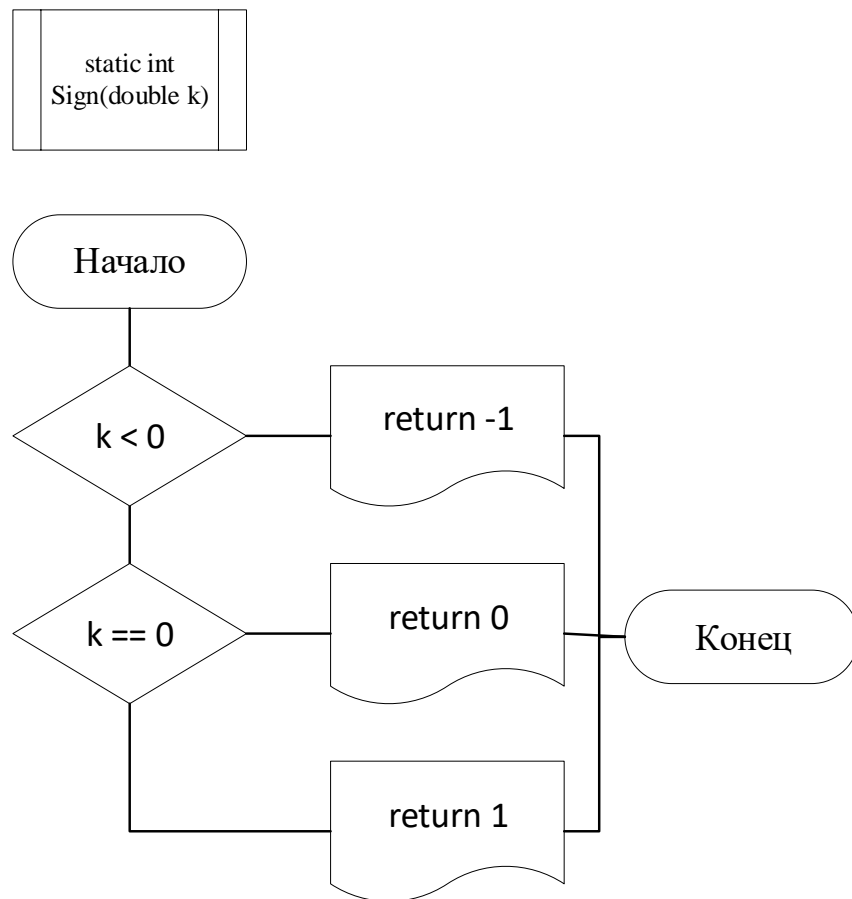 static int
Sign(double k)
Начало
k < 0
return -1
k == 0
return 0
Конец
return 1